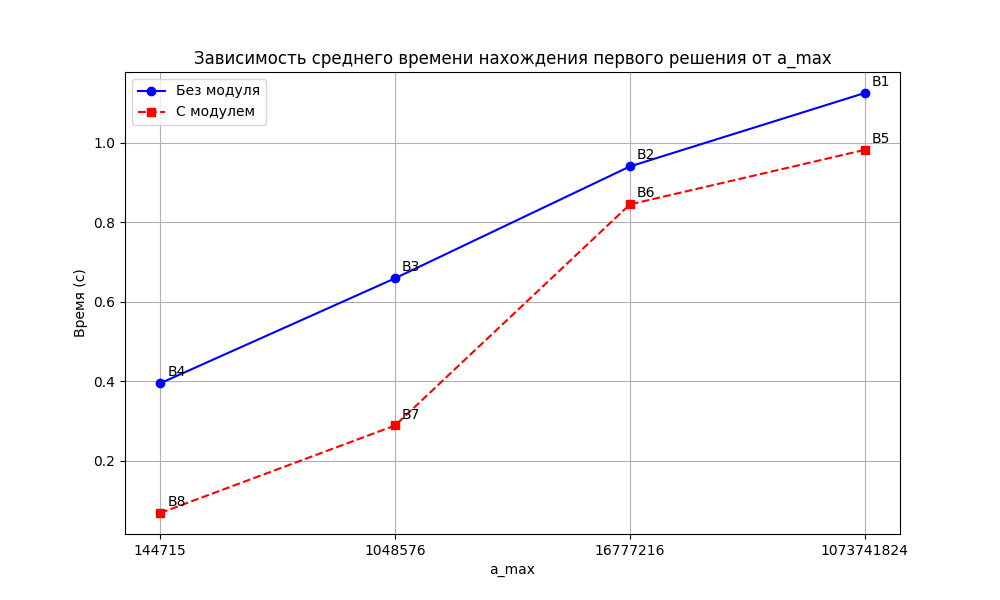 Зависимость среднего времени нахождения первого решения от a_max
Без модуля
С модулем
B1
B5
B2
B6
B3
B7
B4
B8
1.0
0.8
0.6
0.4
0.2
Время (с)
144715
1048576
16777216
1073741824
a_max